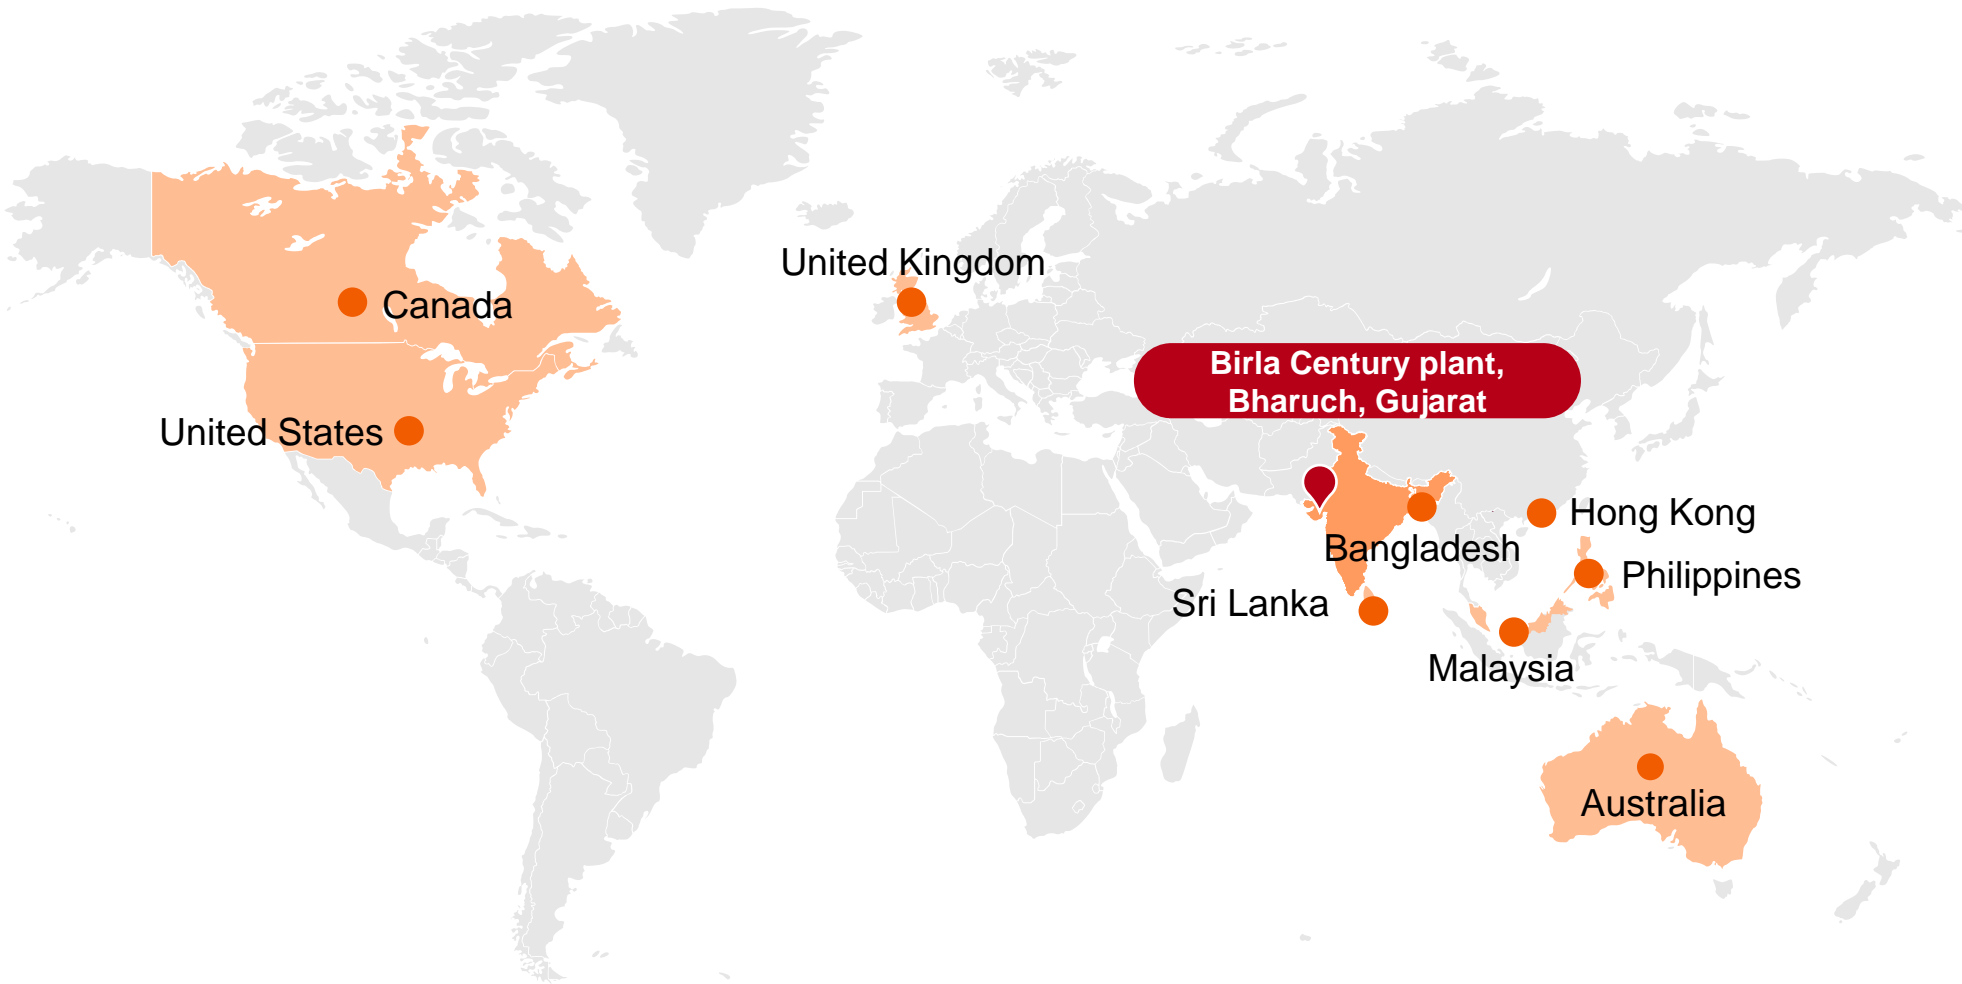 United Kingdom
Canada
Birla Century plant,
Bharuch, Gujarat
United States
Hong Kong
Bangladesh
Philippines
Sri Lanka
Malaysia
Australia